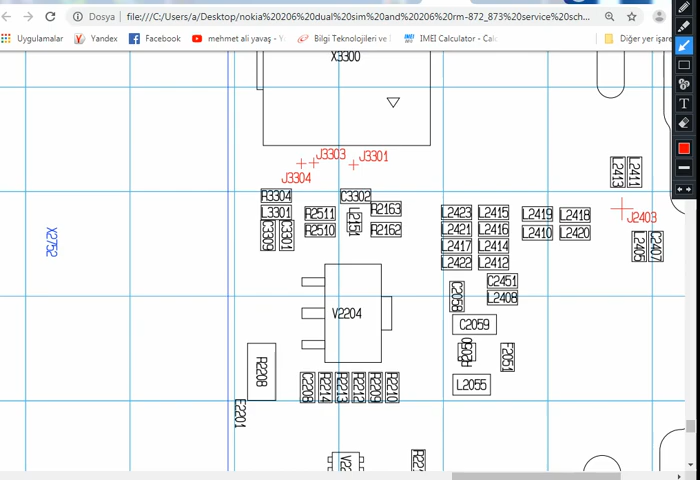 Dosya
file:///C:/Users/a/Desktop/nokia%20206%20dual%20sim%20and%20206%20rm-872_873%20service%20sch...
Uygulamalar
Yandex
Facebook
mehmet ali yavaş - Y
Bilgi Teknolojileri v
IMEI Calculator - Cal
Diğer yer işare
X3300
J3303
J3301
J3304
L2413
L2411
R3304
C3302
L3301
R2511
L2151
R2163
L2423
L2415
L2419
L2418
J2403
C3309
C3301
R2510
R2162
L2421
L2416
L2410
L2420
X2752
L2417
L2414
L2405
C2407
L2422
L2412
C2451
C2058
L2408
V2204
C2059
R2050
F2051
R2208
L2055
C2206
R2214
R2213
R2212
R2209
R2210
E2201